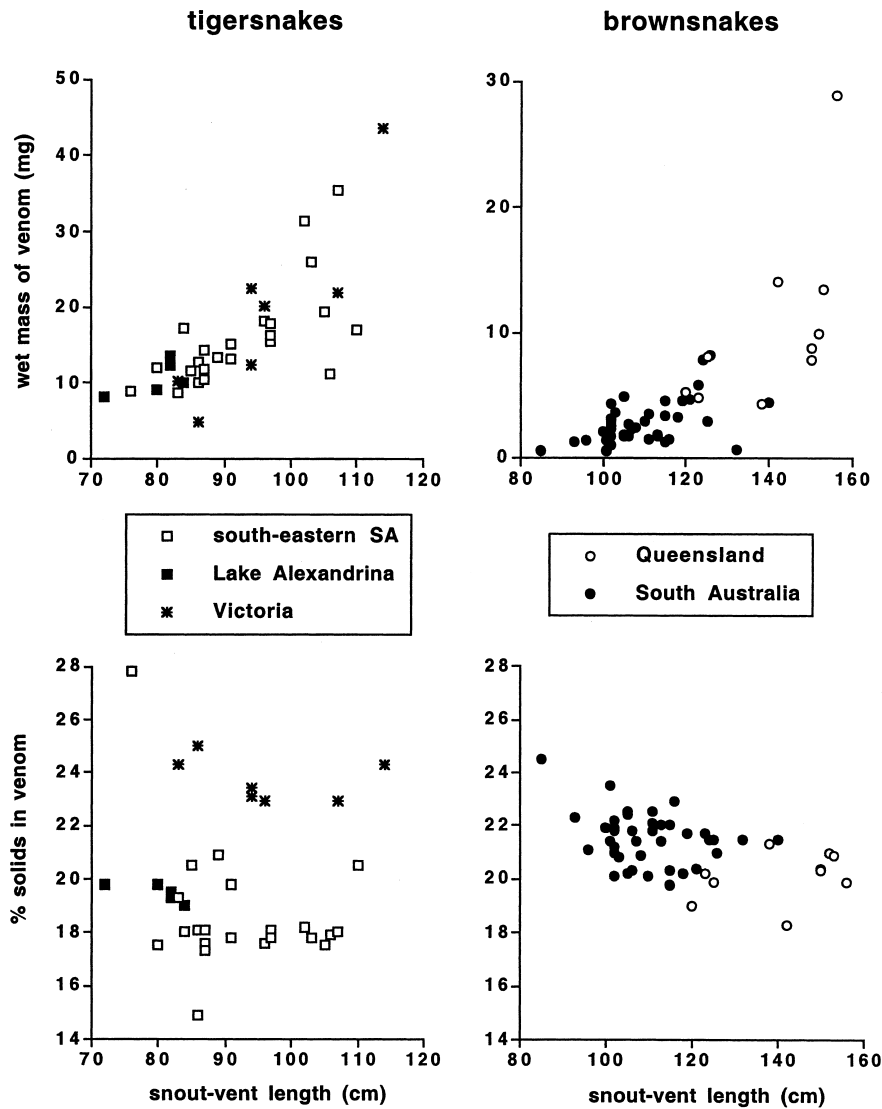 tigersnakes
brownsnakes
wet mass of venom (mg)
50
40
30
20
10
0
70 80 90 100 110 120
30
20
10
0
80 100 120 140 160
south-eastern SA
Lake Alexandrina
Victoria
Queensland
South Australia
% solids in venom
28
26
24
22
20
18
16
14
70 80 90 100 110 120
snout-vent length (cm)
28
26
24
22
20
18
16
14
80 100 120 140 160
snout-vent length (cm)